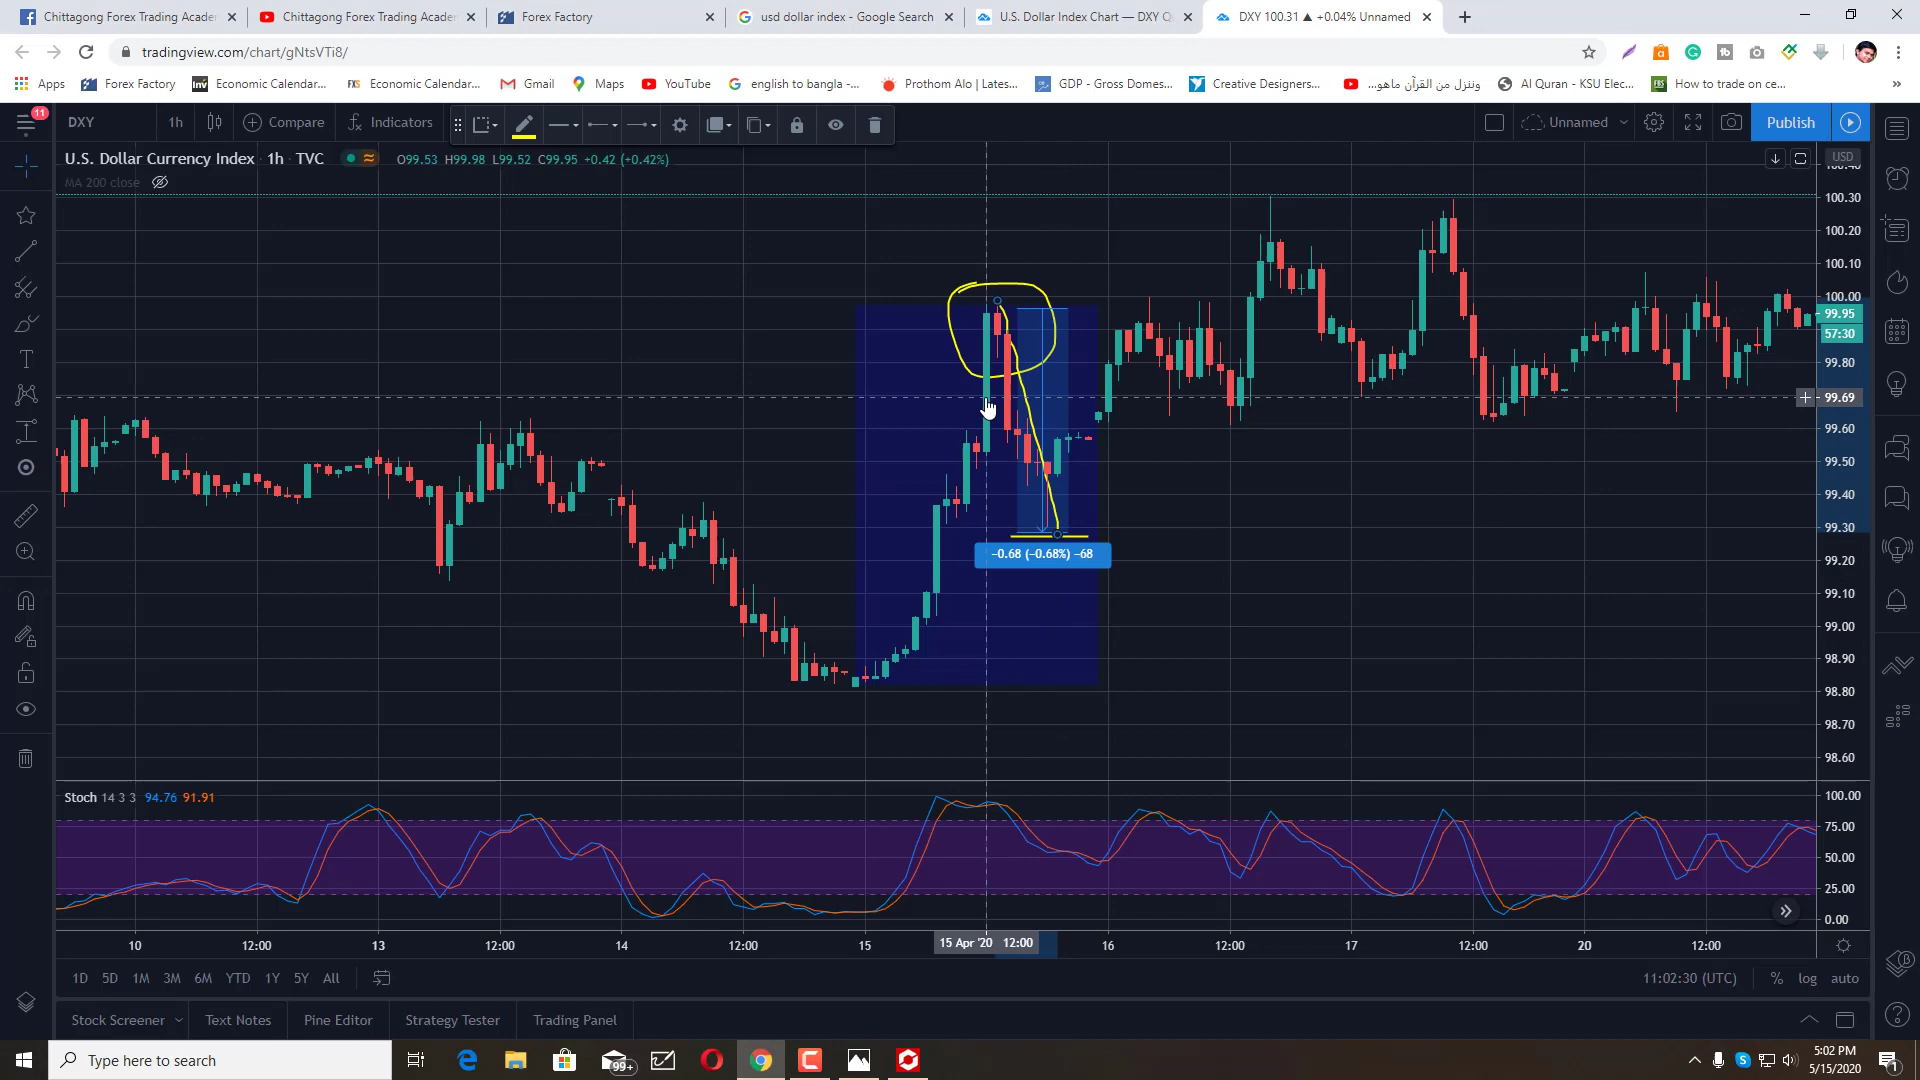 Chittagong Forex Trading Acade
Chittagong Forex Trading Acader
Forex Factory
usd dollar index - Google Search
U.S. Dollar Index Chart — DXY Q
DXY 100.31 ▲ +0.04% Unnamed
tradingview.com/chart/gNtsVTi8/
Apps
Forex Factory
Economic Calendar...
Economic Calendar...
Gmail
Maps
YouTube
english to bangla -...
Prothom Alo | Lates...
GDP - Gross Domes...
Creative Designers...
وننزل من القرآن ماهو...
Al Quran - KSU Elec...
How to trade on ce...
11
DXY
1h
Compare
Indicators
Unnamed
Publish
U.S. Dollar Currency Index · 1h · TVC
O99.53 H99.98 L99.52 C99.95 +0.42 (+0.42%)
MA 200 close
USD
100.30
100.20
100.10
100.00
99.95
57:30
99.80
99.69
99.60
99.50
99.40
99.30
99.20
99.10
99.00
98.90
98.80
98.70
98.60
−0.68 (−0.68%) −68
Stoch 14 3 3 94.76 91.91
100.00
75.00
50.00
25.00
0.00
10
12:00
13
12:00
14
12:00
15
15 Apr '20 12:00
16
12:00
17
12:00
20
12:00
1D 5D 1M 3M 6M YTD 1Y 5Y All
11:02:30 (UTC)
% log auto
Stock Screener
Text Notes
Pine Editor
Strategy Tester
Trading Panel
Type here to search
99+
5:02 PM
5/15/2020
1